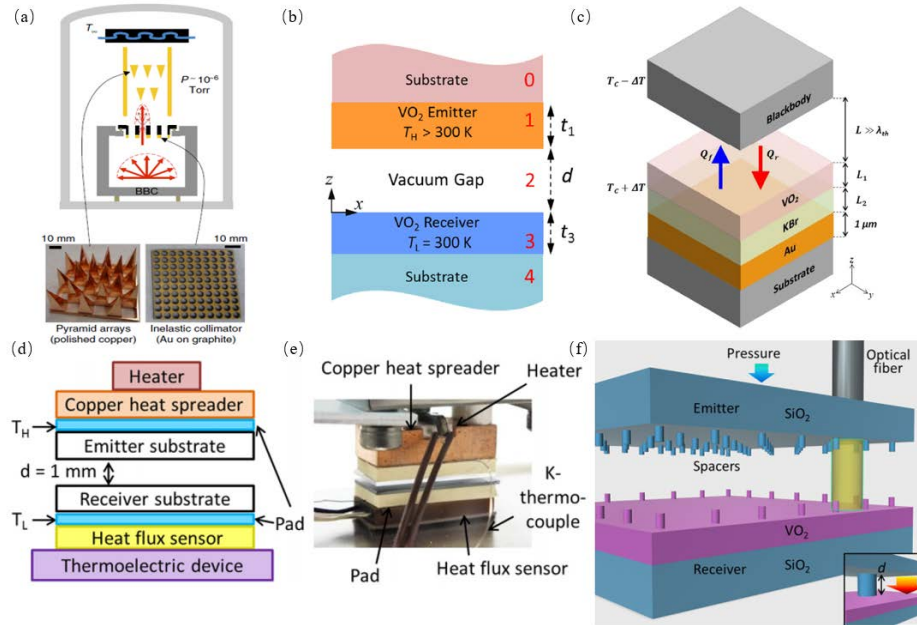 (a)
T∞
P~10⁻⁶
Torr
BBC
10 mm
10 mm
Pyramid arrays
(polished copper)
Inelastic collimator
(Au on graphite)
(b)
Substrate
0
VO₂ Emitter
T_H > 300 K
1
t₁
Vacuum Gap
2
d
z
x
VO₂ Receiver
T_L = 300 K
3
t₃
Substrate
4
(c)
T_C − ΔT
Blackbody
L ≫ λ_th
Q_f
Q_r
T_C + ΔT
L₁
VO₂
L₂
KBr
1 μm
Au
Substrate
z
x
y
(d)
Heater
Copper heat spreader
T_H
Emitter substrate
d = 1 mm
Receiver substrate
T_L
Pad
Heat flux sensor
Thermoelectric device
(e)
Copper heat spreader
Heater
K-
thermo-
couple
Pad
Heat flux sensor
(f)
Pressure
Optical
fiber
Emitter
SiO₂
Spacers
VO₂
Receiver
SiO₂
d